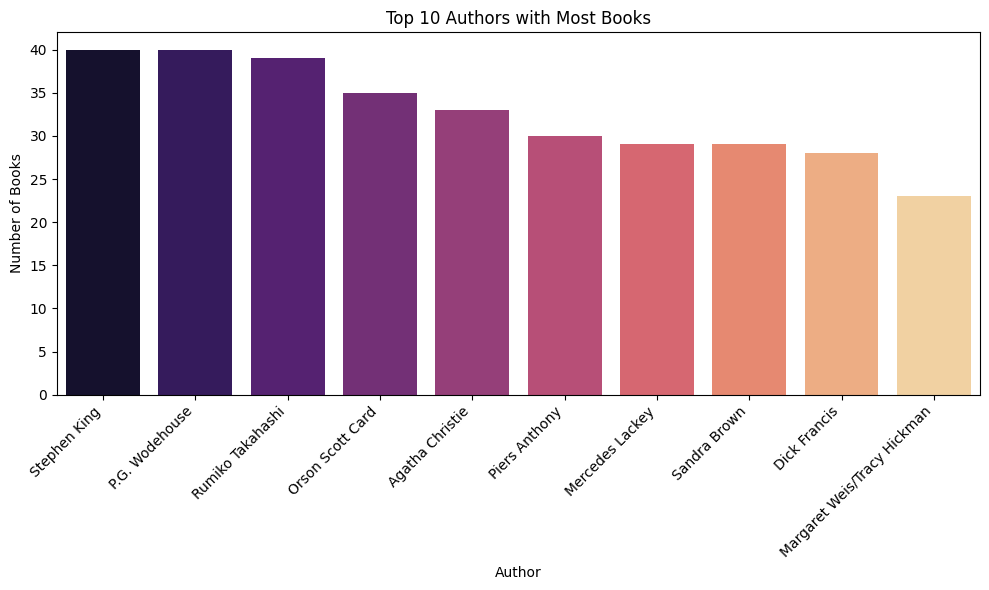 Top 10 Authors with Most Books
Number of Books
40
35
30
25
20
15
10
5
0
Stephen King
P.G. Wodehouse
Rumiko Takahashi
Orson Scott Card
Agatha Christie
Piers Anthony
Mercedes Lackey
Sandra Brown
Dick Francis
Margaret Weis/Tracy Hickman
Author